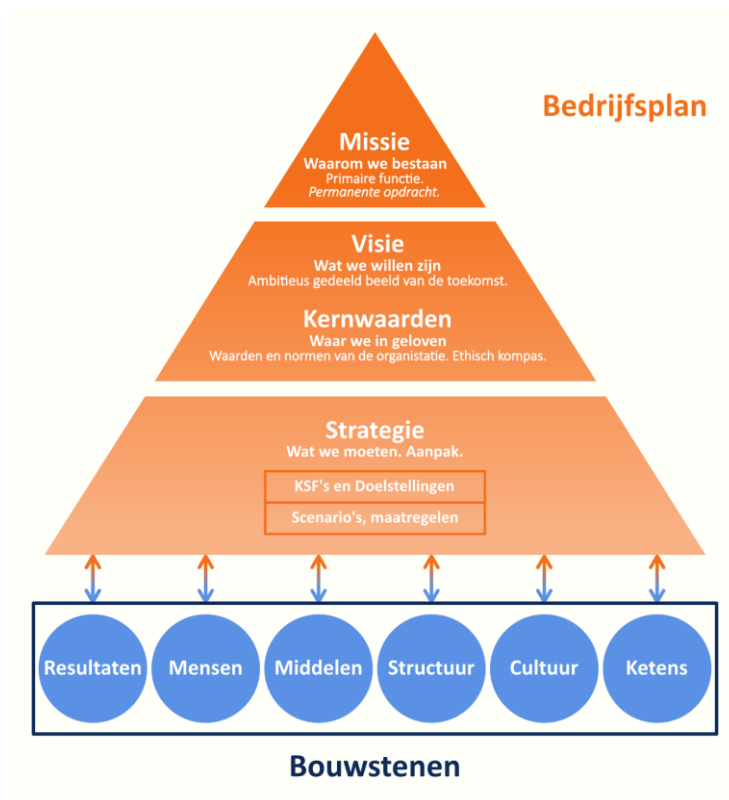 Bedrijfsplan
Missie
Waarom we bestaan
Primaire functie.
Permanente opdracht.
Visie
Wat we willen zijn
Ambitieus gedeeld beeld van de toekomst.
Kernwaarden
Waar we in geloven
Waarden en normen van de organistatie. Ethisch kompas.
Strategie
Wat we moeten. Aanpak.
KSF's en Doelstellingen
Scenario's, maatregelen
Resultaten Mensen Middelen Structuur Cultuur Ketens
Bouwstenen